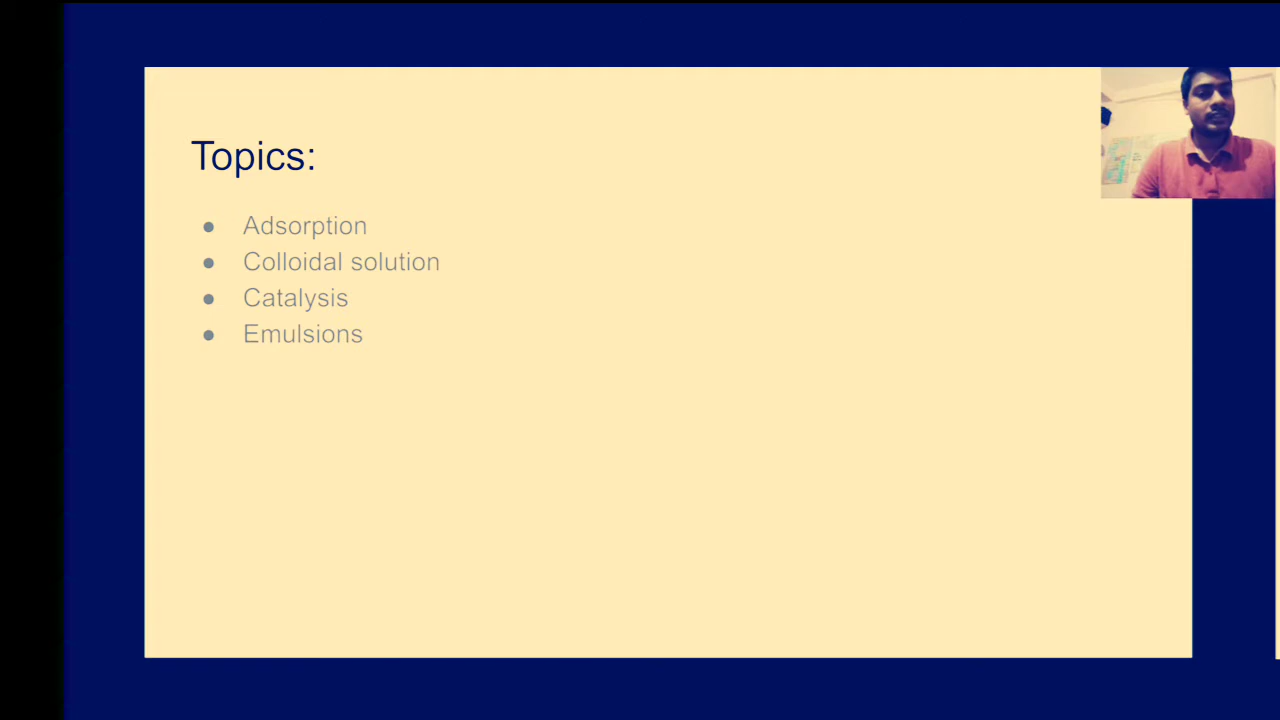 Topics:
● Adsorption
● Colloidal solution
● Catalysis
● Emulsions